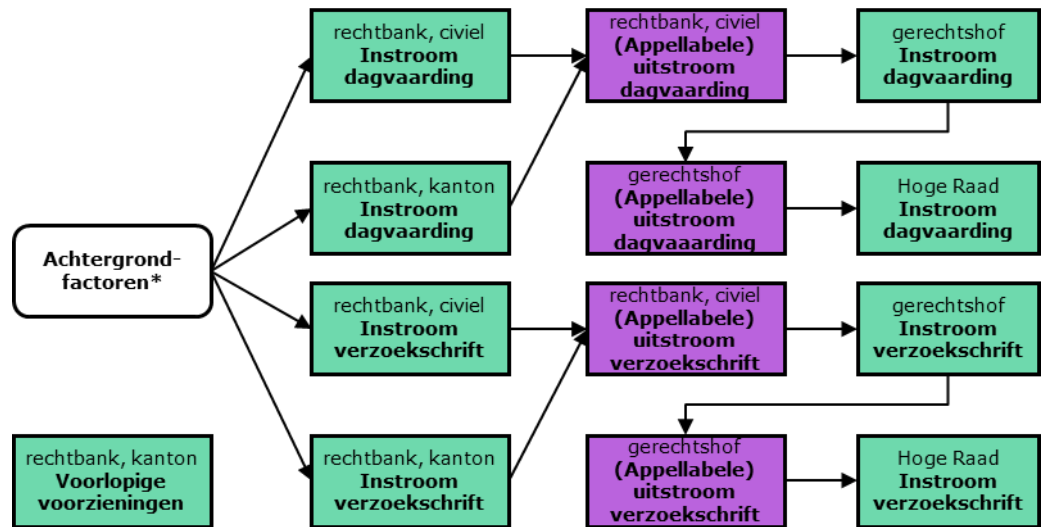 rechtbank, civiel
Instroom
dagvaarding
rechtbank, civiel
(Appellabele)
uitstroom
dagvaarding
gerechtshof
Instroom
dagvaarding
rechtbank, kanton
Instroom
dagvaarding
gerechtshof
(Appellabele)
uitstroom
dagvaaarding
Hoge Raad
Instroom
dagvaarding
Achtergrond-
factoren*
rechtbank, civiel
Instroom
verzoekschrift
rechtbank, civiel
(Appellabele)
uitstroom
verzoekschrift
gerechtshof
Instroom
verzoekschrift
rechtbank, kanton
Voorlopige
voorzieningen
rechtbank, kanton
Instroom
verzoekschrift
gerechtshof
(Appellabele)
uitstroom
verzoekschrift
Hoge Raad
Instroom
verzoekschrift